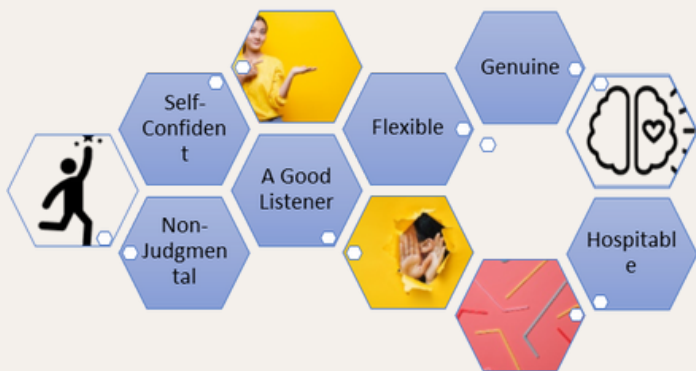 Self-
Confiden
t
Non-
Judgmen
tal
A Good
Listener
Flexible
Genuine
Hospitabl
e